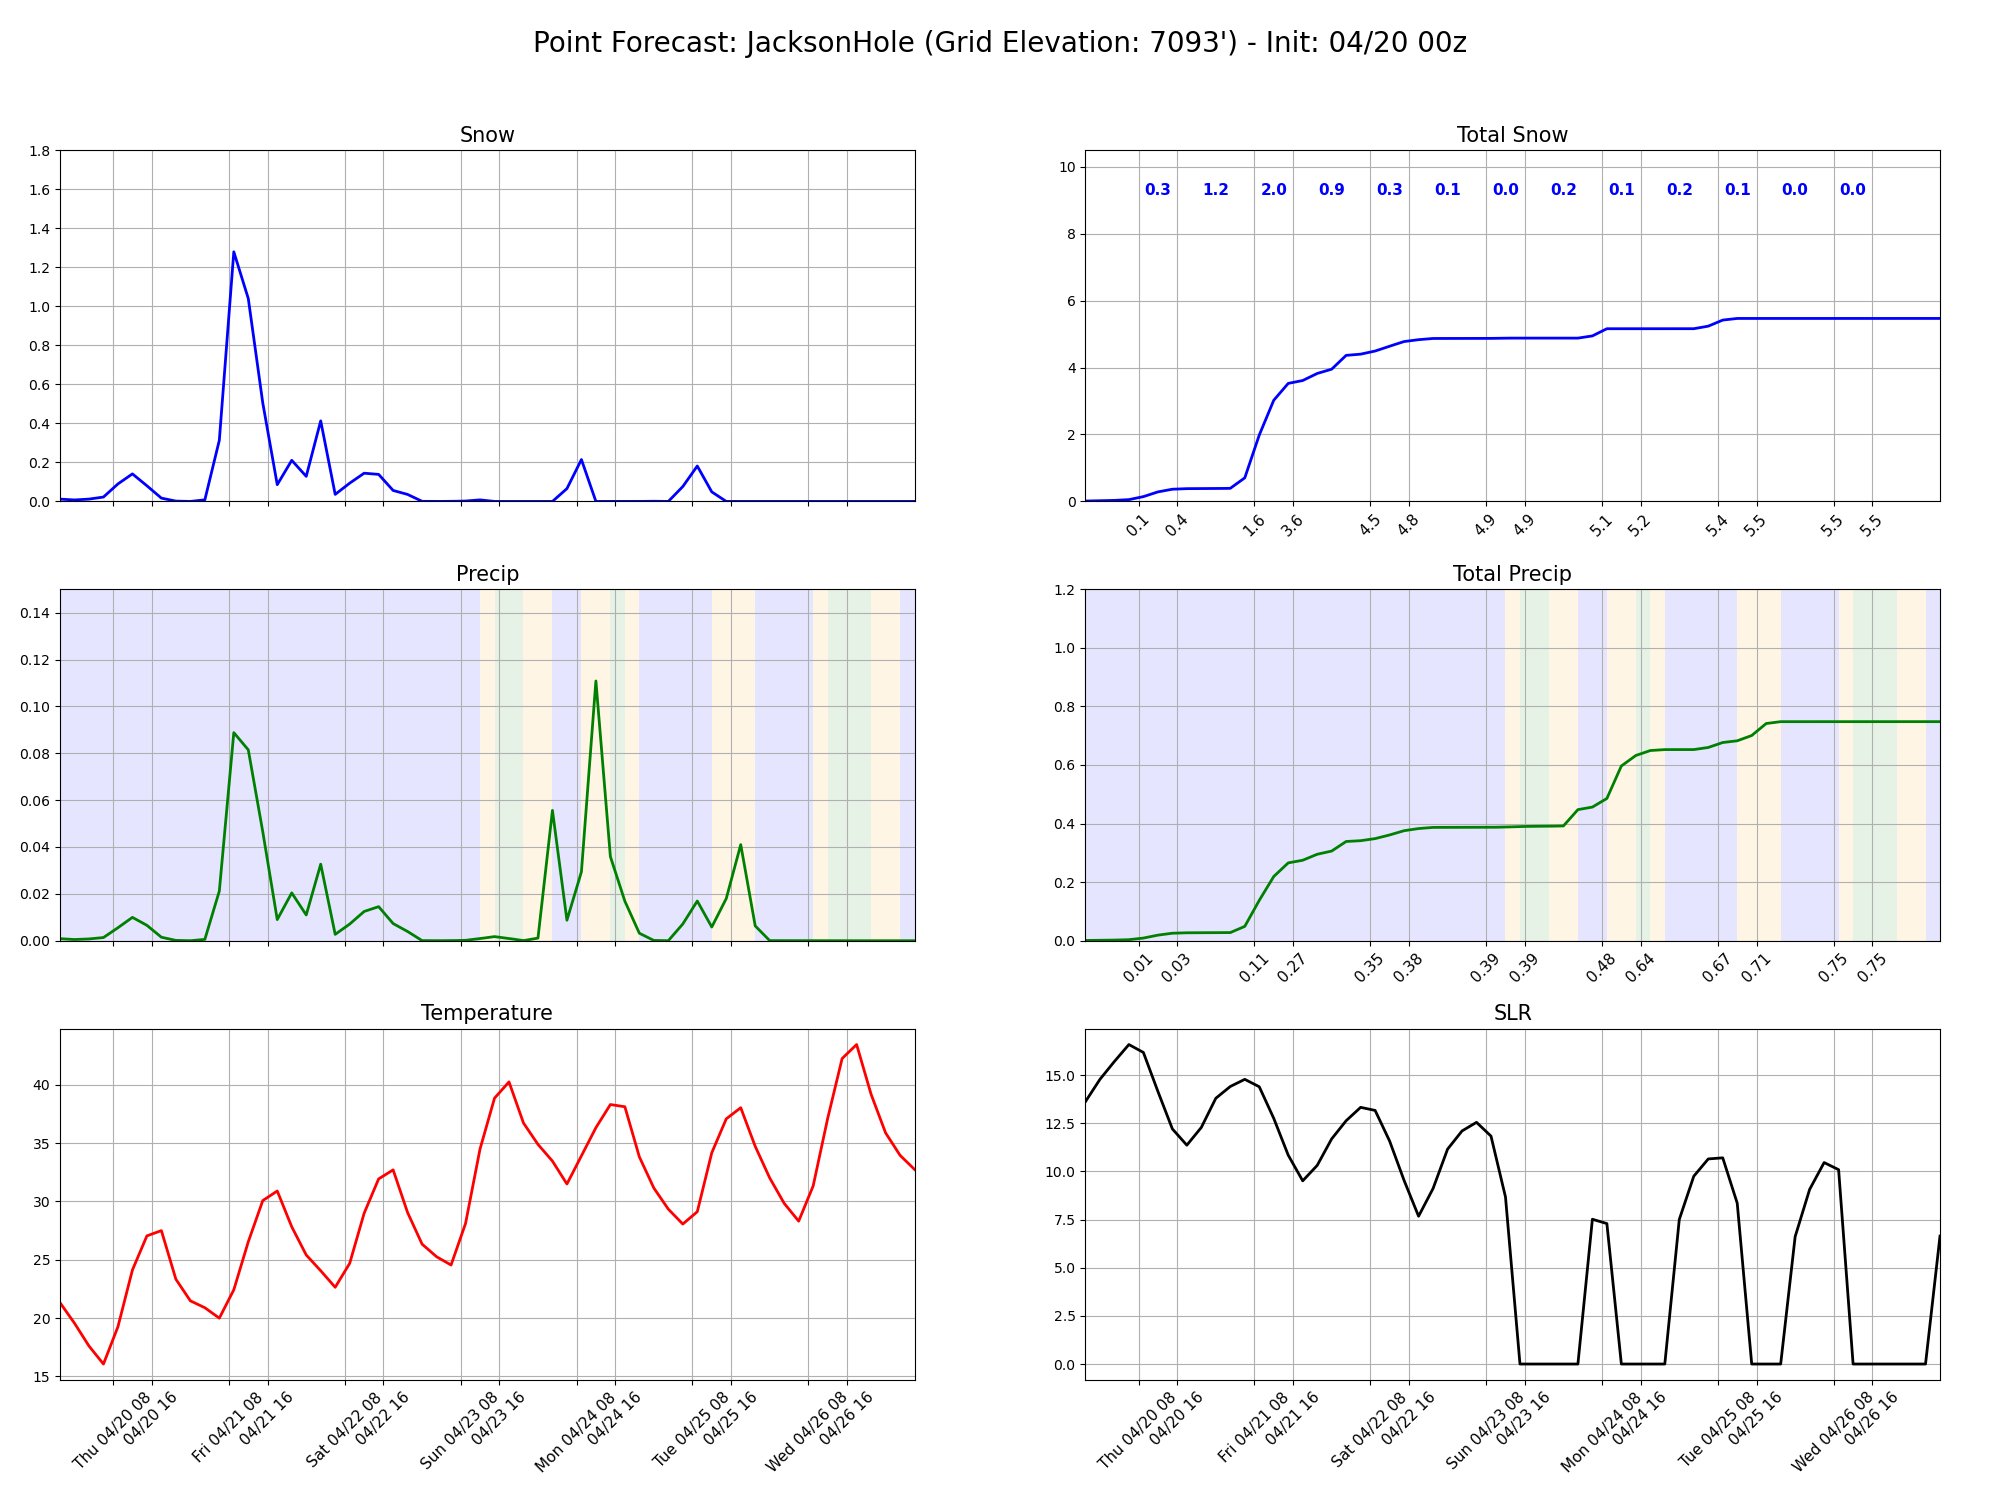 Point Forecast: JacksonHole (Grid Elevation: 7093') - Init: 04/20 00z
Snow
1.8
1.6
1.4
1.2
1.0
0.8
0.6
0.4
0.2
0.0
Total Snow
10
8
6
4
2
0
0.3 1.2 2.0 0.9 0.3 0.1 0.0 0.2 0.1 0.2 0.1 0.0 0.0
0.1 0.4 1.6 3.6 4.5 4.8 4.9 4.9 5.1 5.2 5.4 5.5 5.5 5.5
Precip
0.14
0.12
0.10
0.08
0.06
0.04
0.02
0.00
Total Precip
1.2
1.0
0.8
0.6
0.4
0.2
0.0
0.01 0.03 0.11 0.27 0.35 0.38 0.39 0.39 0.48 0.64 0.67 0.71 0.75 0.75
Temperature
40
35
30
25
20
15
Thu 04/20 08
04/20 16
Fri 04/21 08
04/21 16
Sat 04/22 08
04/22 16
Sun 04/23 08
04/23 16
Mon 04/24 08
04/24 16
Tue 04/25 08
04/25 16
Wed 04/26 08
04/26 16
SLR
15.0
12.5
10.0
7.5
5.0
2.5
0.0
Thu 04/20 08
04/20 16
Fri 04/21 08
04/21 16
Sat 04/22 08
04/22 16
Sun 04/23 08
04/23 16
Mon 04/24 08
04/24 16
Tue 04/25 08
04/25 16
Wed 04/26 08
04/26 16